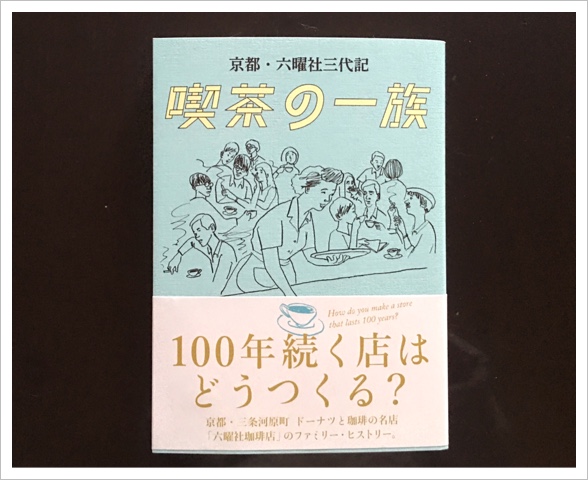 京都・六曜社三代記
喫茶の一族
How do you make a store
that lasts 100 years?
100年続く店は
どうつくる？
京都・三条河原町 ドーナツと珈琲の名店
「六曜社珈琲店」のファミリー・ヒストリー。